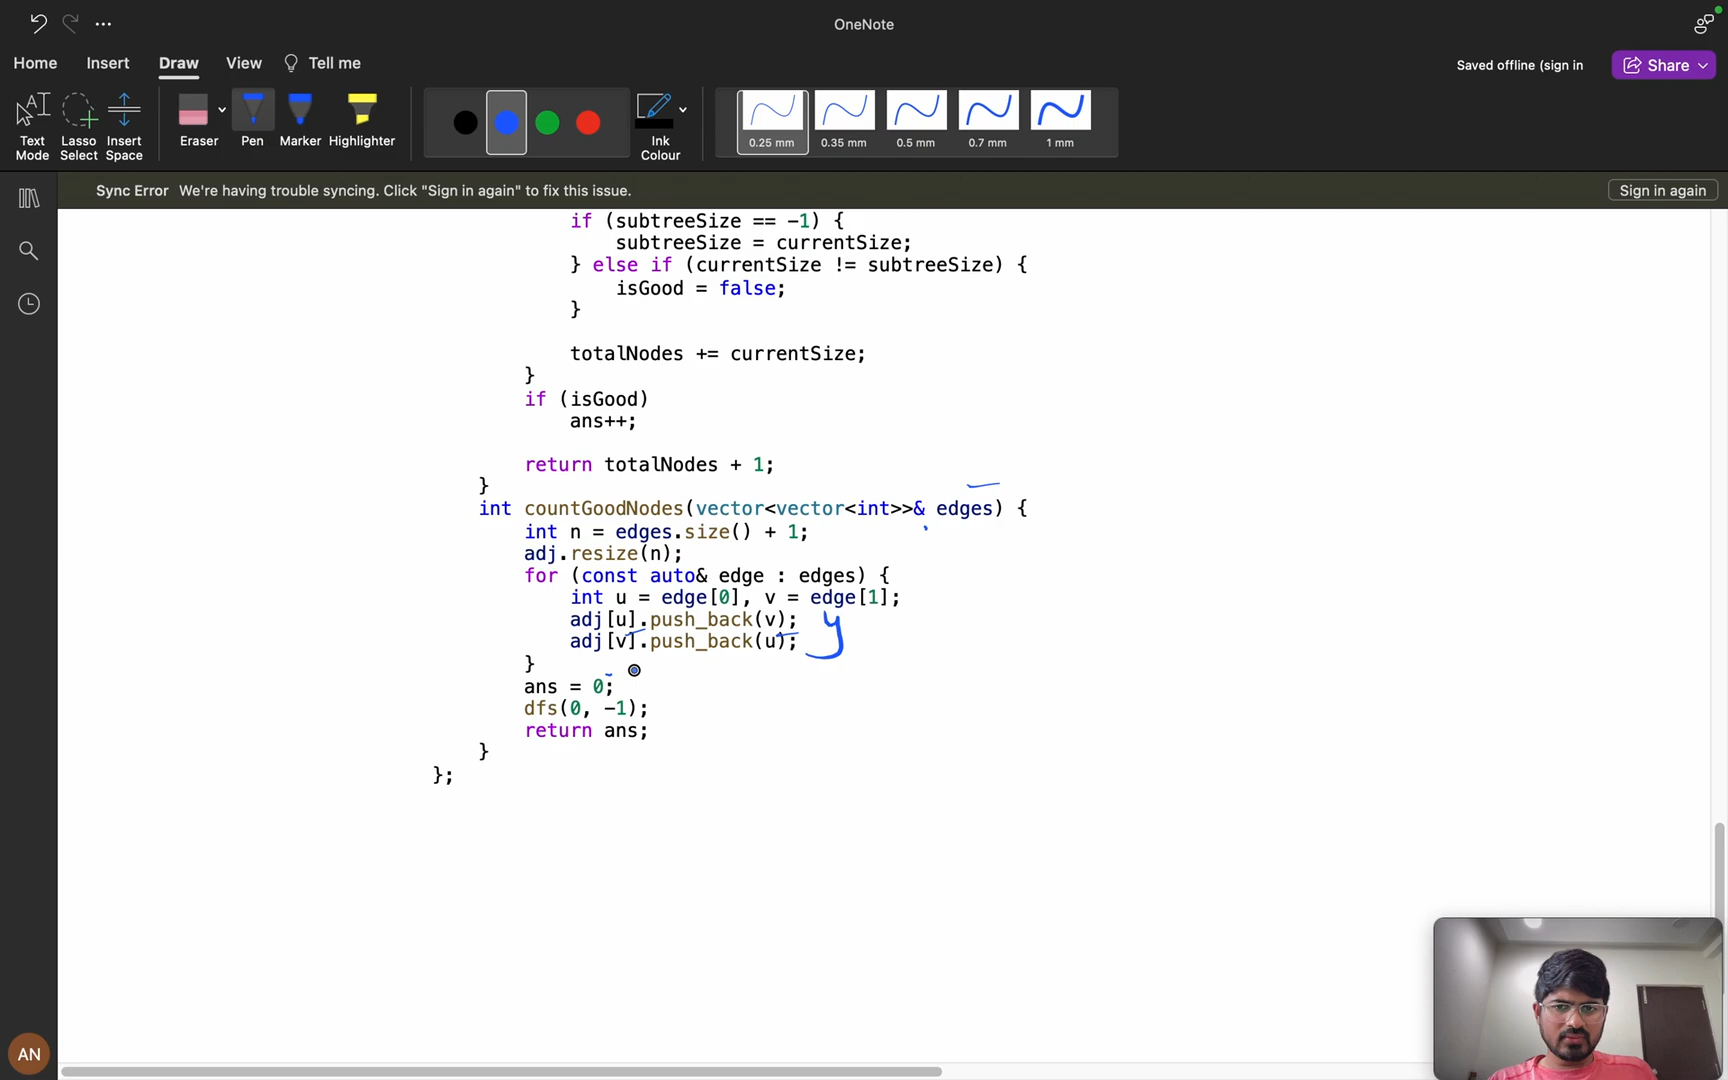 OneNote
Home Insert Draw View Tell me
Saved offline (sign in
Share
Text Mode
Lasso Select
Insert Space
Eraser
Pen
Marker
Highlighter
Ink Colour
0.25 mm
0.35 mm
0.5 mm
0.7 mm
1 mm
Sync Error We're having trouble syncing. Click "Sign in again" to fix this issue.
Sign in again
if (subtreeSize == -1) {
subtreeSize = currentSize;
} else if (currentSize != subtreeSize) {
isGood = false;
}
totalNodes += currentSize;
}
if (isGood)
ans++;
return totalNodes + 1;
}
int countGoodNodes(vector<vector<int>>& edges) {
int n = edges.size() + 1;
adj.resize(n);
for (const auto& edge : edges) {
int u = edge[0], v = edge[1];
adj[u].push_back(v);
adj[v].push_back(u);
}
ans = 0;
dfs(0, -1);
return ans;
}
};
AN